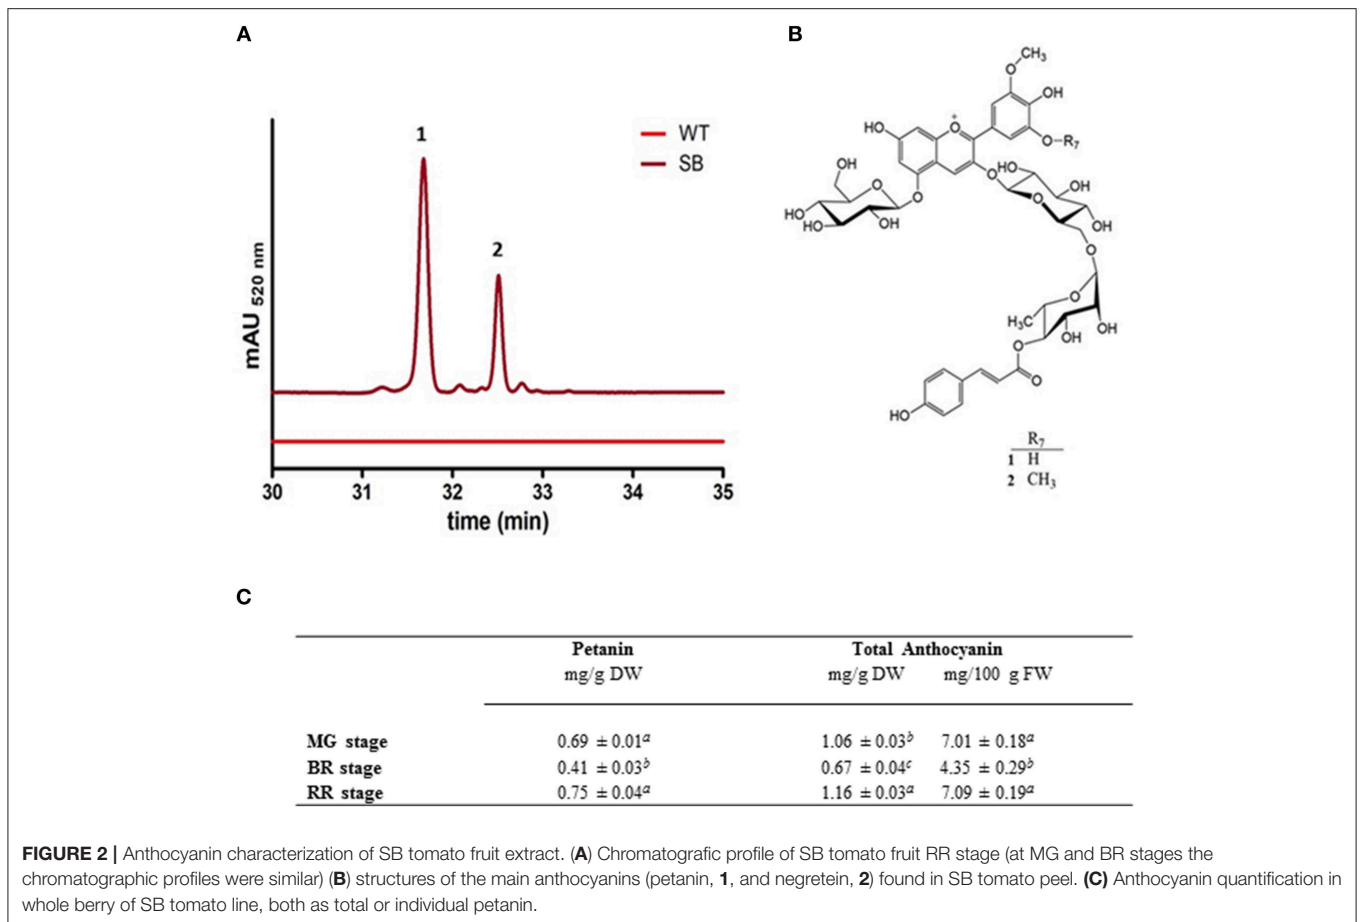 A
B
1
2
WT
SB
mAU 520 nm
30 31 32 33 34 35
time (min)
O CH₃
OH
HO
+
O
O–R₇
OH
O
HO
O
O
OH
HO
HO
OH
O
OH
O
O
H₃C
OH
OH
O
O
HO
R₇
1 H
2 CH₃
C
Petanin Total Anthocyanin
mg/g DW mg/g DW mg/100 g FW
MG stage 0.69 ±0.01ᵃ 1.06 ±0.03ᵇ 7.01 ±0.18ᵃ
BR stage 0.41 ±0.03ᵇ 0.67 ±0.04ᶜ 4.35 ±0.29ᵇ
RR stage 0.75 ±0.04ᵃ 1.16 ±0.03ᵃ 7.09 ±0.19ᵃ
FIGURE 2 | Anthocyanin characterization of SB tomato fruit extract. (A) Chromatografic profile of SB tomato fruit RR stage (at MG and BR stages the
chromatographic profiles were similar) (B) structures of the main anthocyanins (petanin, 1, and negretein, 2) found in SB tomato peel. (C) Anthocyanin quantification in
whole berry of SB tomato line, both as total or individual petanin.